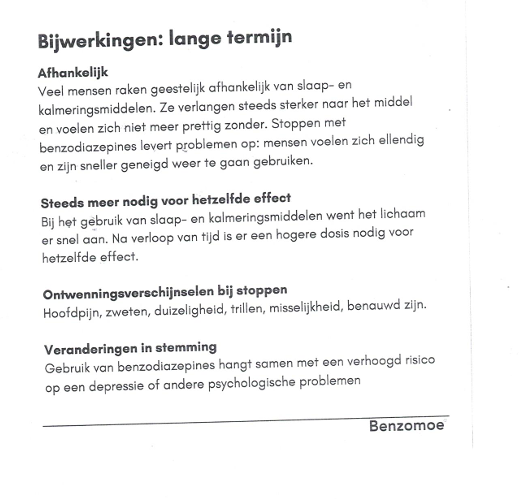 Bijwerkingen: lange termijn
Afhankelijk
Veel mensen raken geestelijk afhankelijk van slaap- en
kalmeringsmiddelen. Ze verlangen steeds sterker naar het middel
en voelen zich niet meer prettig zonder. Stoppen met
benzodiazepines levert problemen op: mensen voelen zich ellendig
en zijn sneller geneigd weer te gaan gebruiken.
Steeds meer nodig voor hetzelfde effect
Bij het gebruik van slaap- en kalmeringsmiddelen went het lichaam
er snel aan. Na verloop van tijd is er een hogere dosis nodig voor
hetzelfde effect.
Ontwenningsverschijnselen bij stoppen
Hoofdpijn, zweten, duizeligheid, trillen, misselijkheid, benauwd zijn.
Veranderingen in stemming
Gebruik van benzodiazepines hangt samen met een verhoogd risico
op een depressie of andere psychologische problemen
Benzomoe